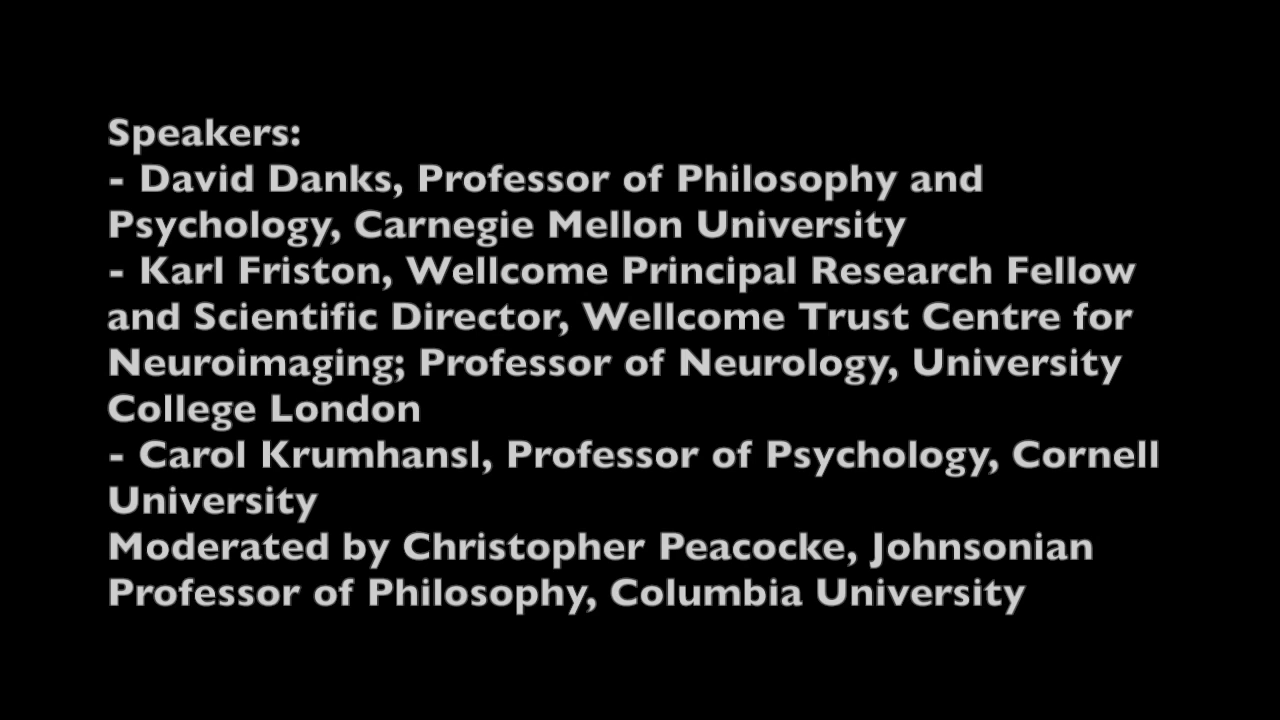 Speakers:
- David Danks, Professor of Philosophy and
Psychology, Carnegie Mellon University
- Karl Friston, Wellcome Principal Research Fellow
and Scientific Director, Wellcome Trust Centre for
Neuroimaging; Professor of Neurology, University
College London
- Carol Krumhansl, Professor of Psychology, Cornell
University
Moderated by Christopher Peacocke, Johnsonian
Professor of Philosophy, Columbia University